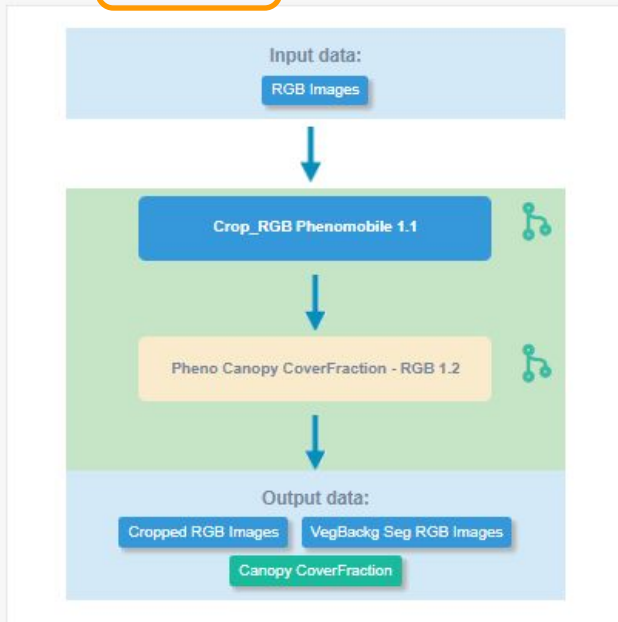 Input data:
RGB Images
Crop_RGB Phenomobile 1.1
Pheno Canopy CoverFraction - RGB 1.2
Output data:
Cropped RGB Images VegBackg Seg RGB Images
Canopy CoverFraction